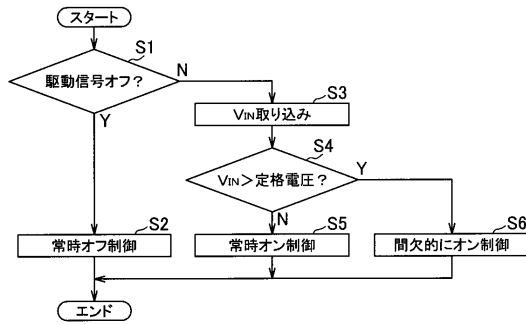 スタート
S1
駆動信号オフ?
N
Y
S3
VIN取り込み
S4
VIN>定格電圧?
Y
N
S2
常時オフ制御
S5
常時オン制御
S6
間欠的にオン制御
エンド